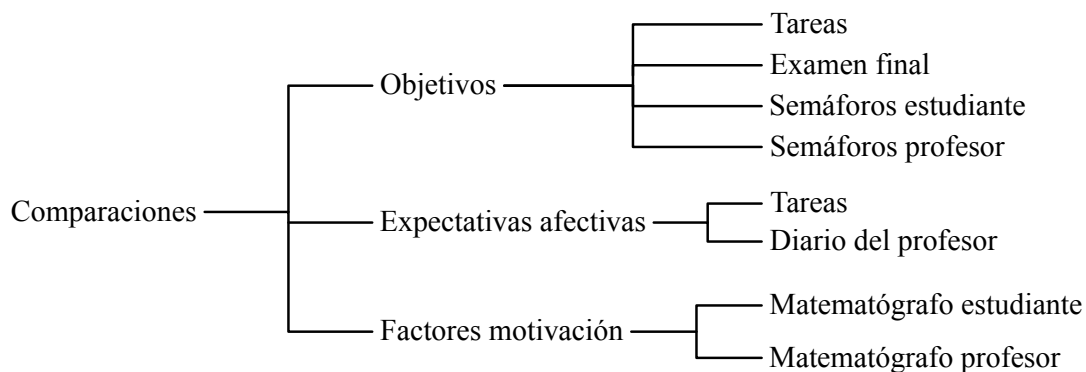 Comparaciones
Objetivos
Tareas
Examen final
Semáforos estudiante
Semáforos profesor
Expectativas afectivas
Tareas
Diario del profesor
Factores motivación
Matematógrafo estudiante
Matematógrafo profesor